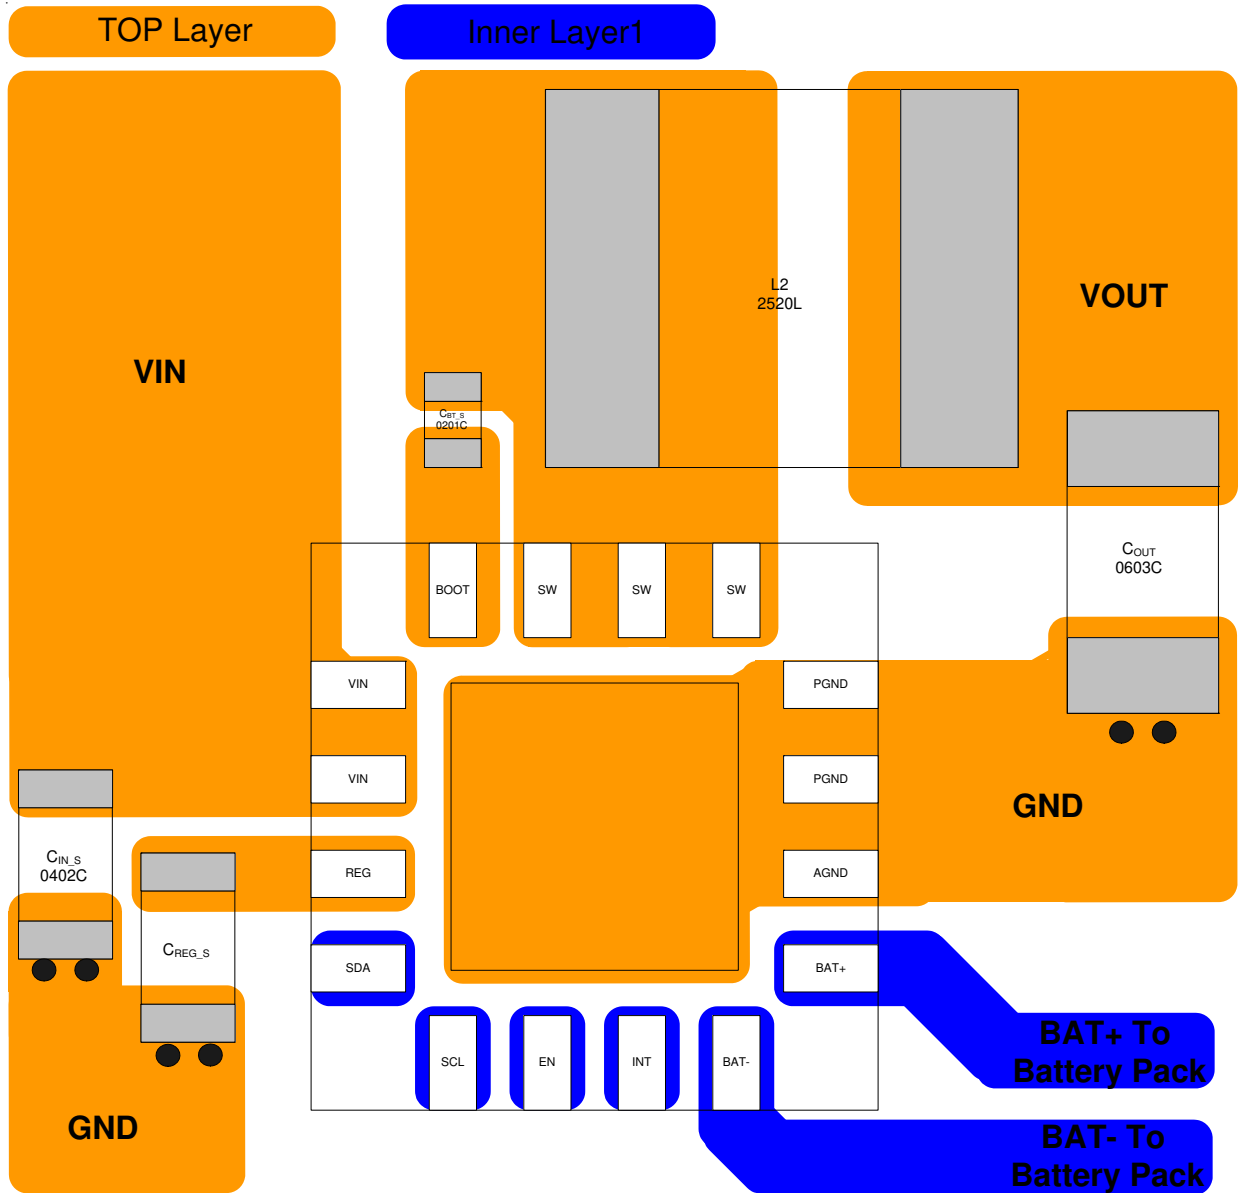 TOP Layer
Inner Layer1
L2
2520L
VOUT
VIN
CBT_S
0201C
COUT
0603C
BOOT
SW
SW
SW
VIN
PGND
VIN
PGND
GND
CIN_S
0402C
REG
AGND
CREG_S
SDA
BAT+
SCL
EN
INT
BAT-
BAT+ To
Battery Pack
GND
BAT- To
Battery Pack